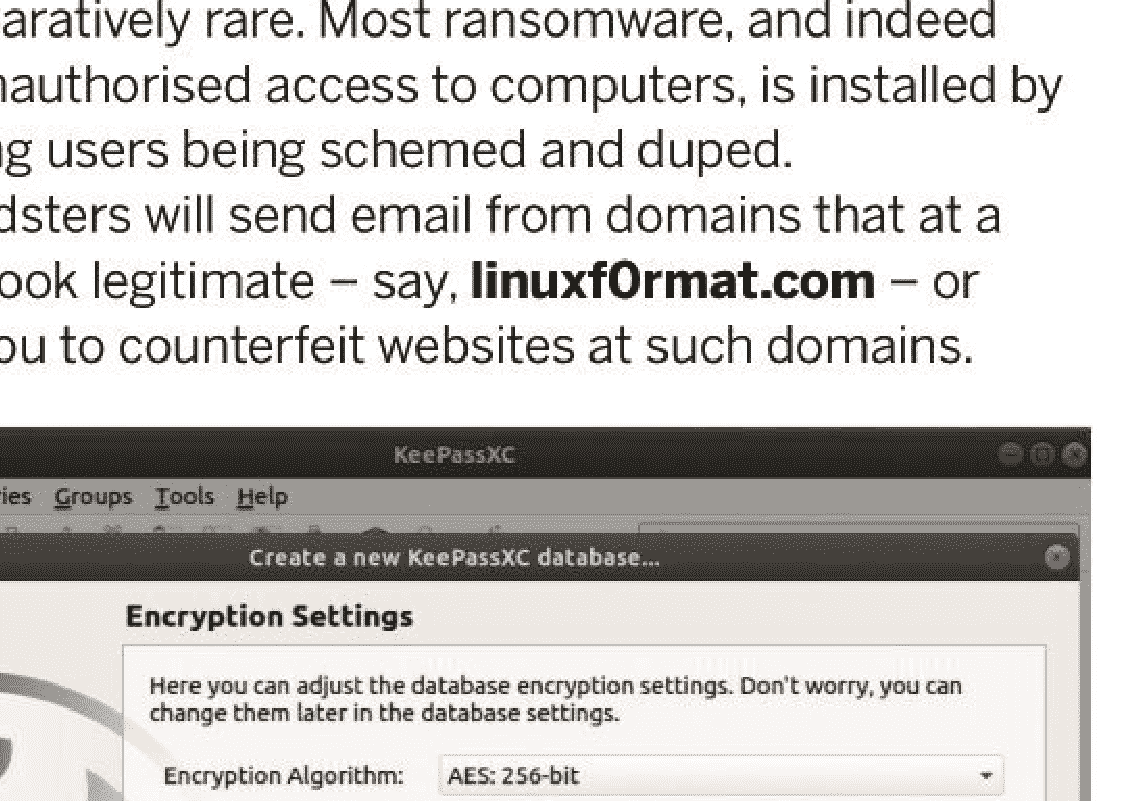 aratively rare. Most ransomware, and indeed
nauthorised access to computers, is installed by
ng users being schemed and duped.
dsters will send email from domains that at a
ook legitimate – say, linuxf0rmat.com – or
ou to counterfeit websites at such domains.
KeePassXC
ries Groups Tools Help
Create a new KeePassXC database...
Encryption Settings
Here you can adjust the database encryption settings. Don't worry, you can
change them later in the database settings.
Encryption Algorithm: AES: 256-bit